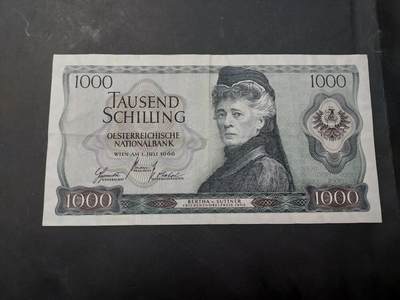 1000
1000
TAUSEND
SCHILLING
OESTERREICHISCHE
NATIONALBANK
WIEN, AM 1. JULI 1966
1000
BERTHA v. SUTTNER
1000